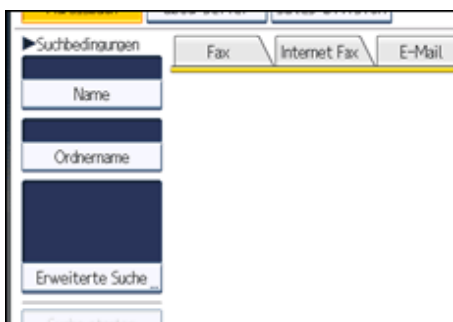 ▶Suchbedingungen
Fax
Internet Fax
E-Mail
Name
Ordnername
Erweiterte Suche